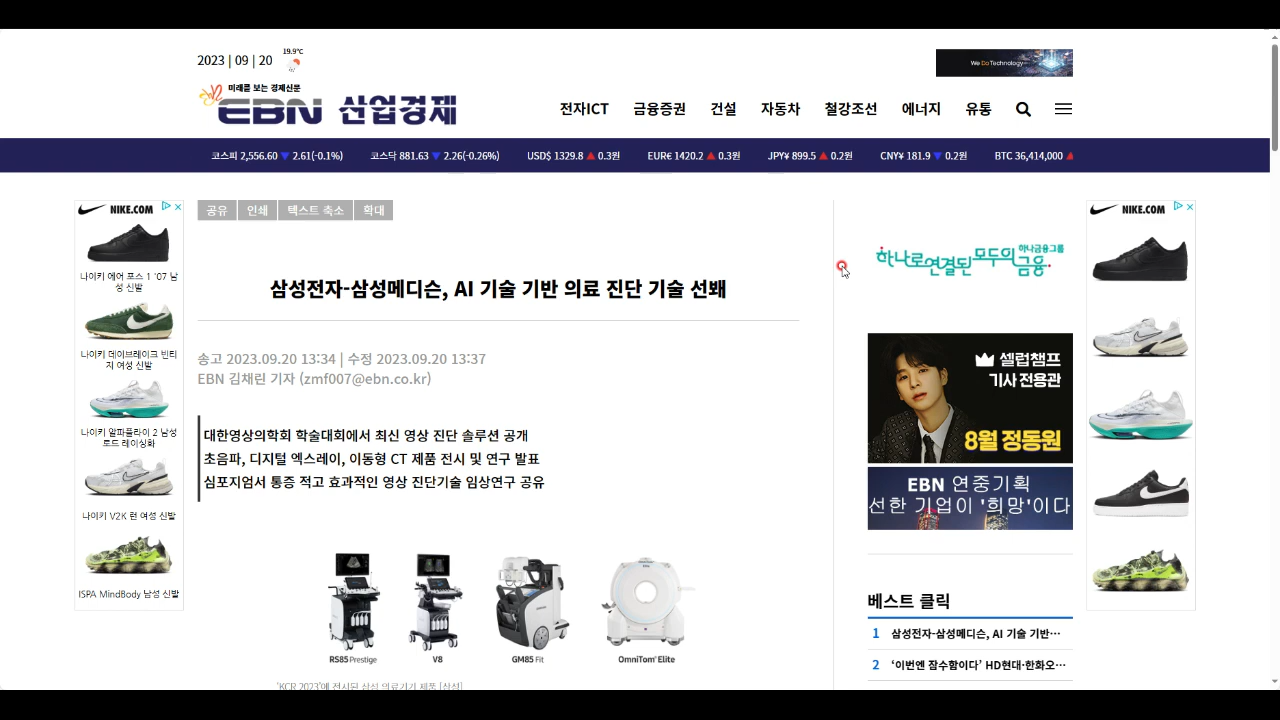 2023 | 09 | 20
19.9℃
We Do Technology
미래를 보는 경제신문
EBN 산업경제
전자ICT 금융증권 건설 자동차 철강조선 에너지 유통
코스피 2,556.60 ▼ 2.61(-0.1%) 코스닥 881.63 ▼ 2.26(-0.26%) USD$ 1329.8 ▲ 0.3원 EUR€ 1420.2 ▲ 0.3원 JPY¥ 899.5 ▲ 0.2원 CNY¥ 181.9 ▼ 0.2원 BTC 36,414,000 ▲
NIKE.COM
나이키 에어 포스 1 '07 남
성 신발
나이키 데이브레이크 빈티
지 여성 신발
나이키 알파플라이 2 남성
로드 레이싱화
나이키 V2K 런 여성 신발
ISPA MindBody 남성 신발
공유 인쇄 텍스트 축소 확대
삼성전자-삼성메디슨, AI 기술 기반 의료 진단 기술 선봬
송고 2023.09.20 13:34 | 수정 2023.09.20 13:37
EBN 김채린 기자 (zmf007@ebn.co.kr)
대한영상의학회 학술대회에서 최신 영상 진단 솔루션 공개
초음파, 디지털 엑스레이, 이동형 CT 제품 전시 및 연구 발표
심포지엄서 통증 적고 효과적인 영상 진단기술 임상연구 공유
RS85 Prestige V8 GM85 Fit OmniTom® Elite
'KCR 2023'에 전시된 삼성 의료기기 제품 [삼성]
하나로 연결된 모두의 금융
하나금융그룹
셀럽챔프
기사 전용관
8월 정동원
EBN 연중기획
선한 기업이 '희망'이다
베스트 클릭
1 삼성전자-삼성메디슨, AI 기술 기반…
2 ‘이번엔 잠수함이다’ HD현대·한화오…
NIKE.COM